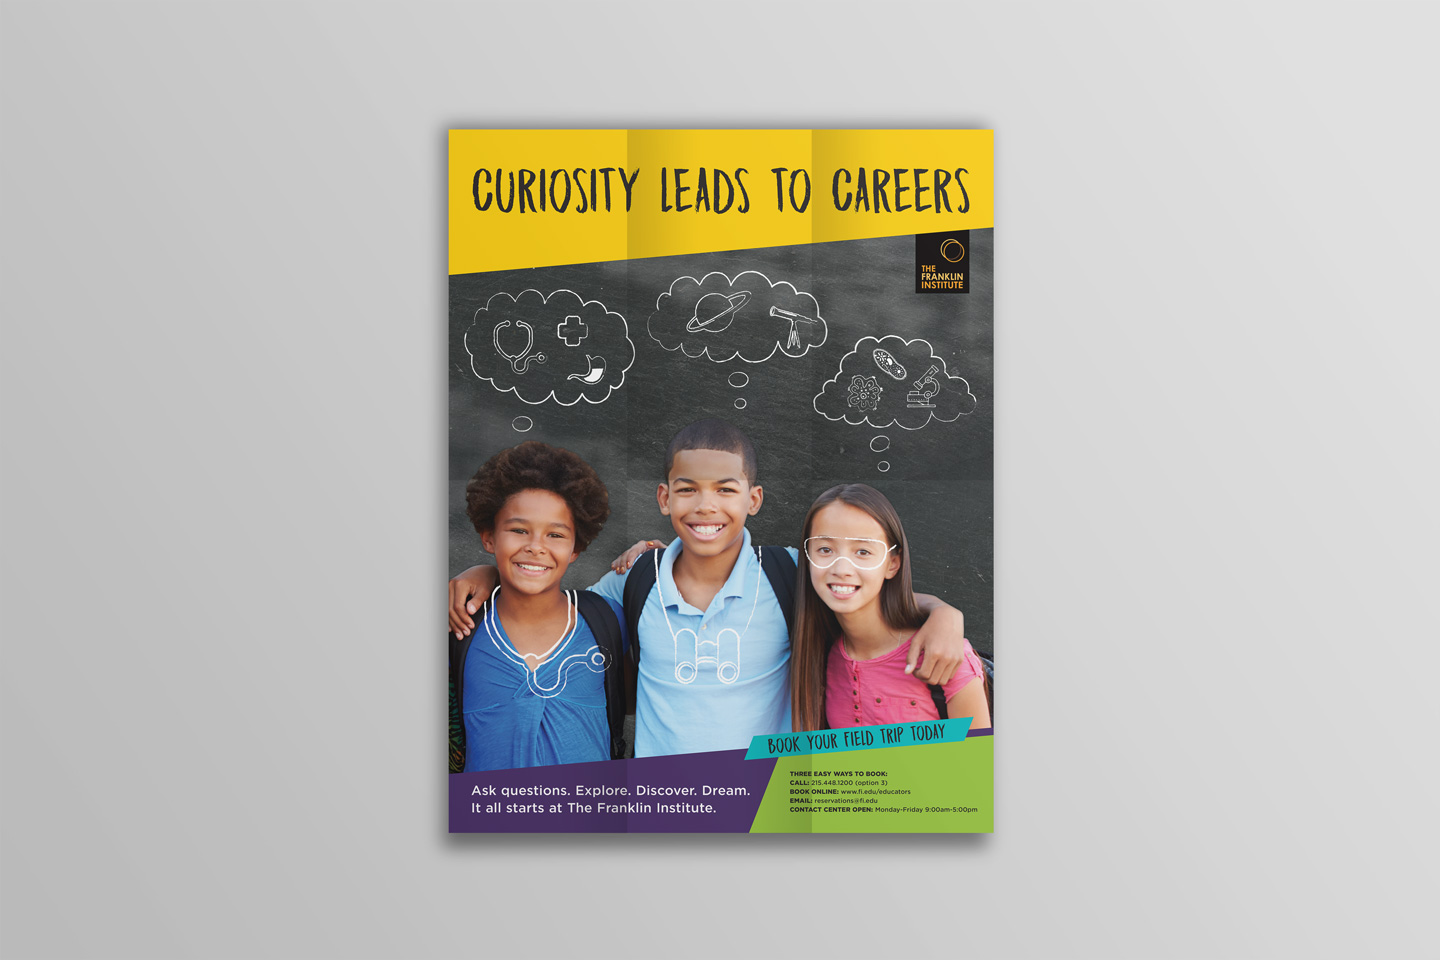 CURIOSITY LEADS TO CAREERS
THE
FRANKLIN
INSTITUTE
BOOK YOUR FIELD TRIP TODAY
Ask questions. Explore. Discover. Dream.
It all starts at The Franklin Institute.
THREE EASY WAYS TO BOOK:
CALL: 215.448.1200 (option 3)
BOOK ONLINE: www.fi.edu/educators
EMAIL: reservations@fi.edu
CONTACT CENTER OPEN: Monday-Friday 9:00am-5:00pm